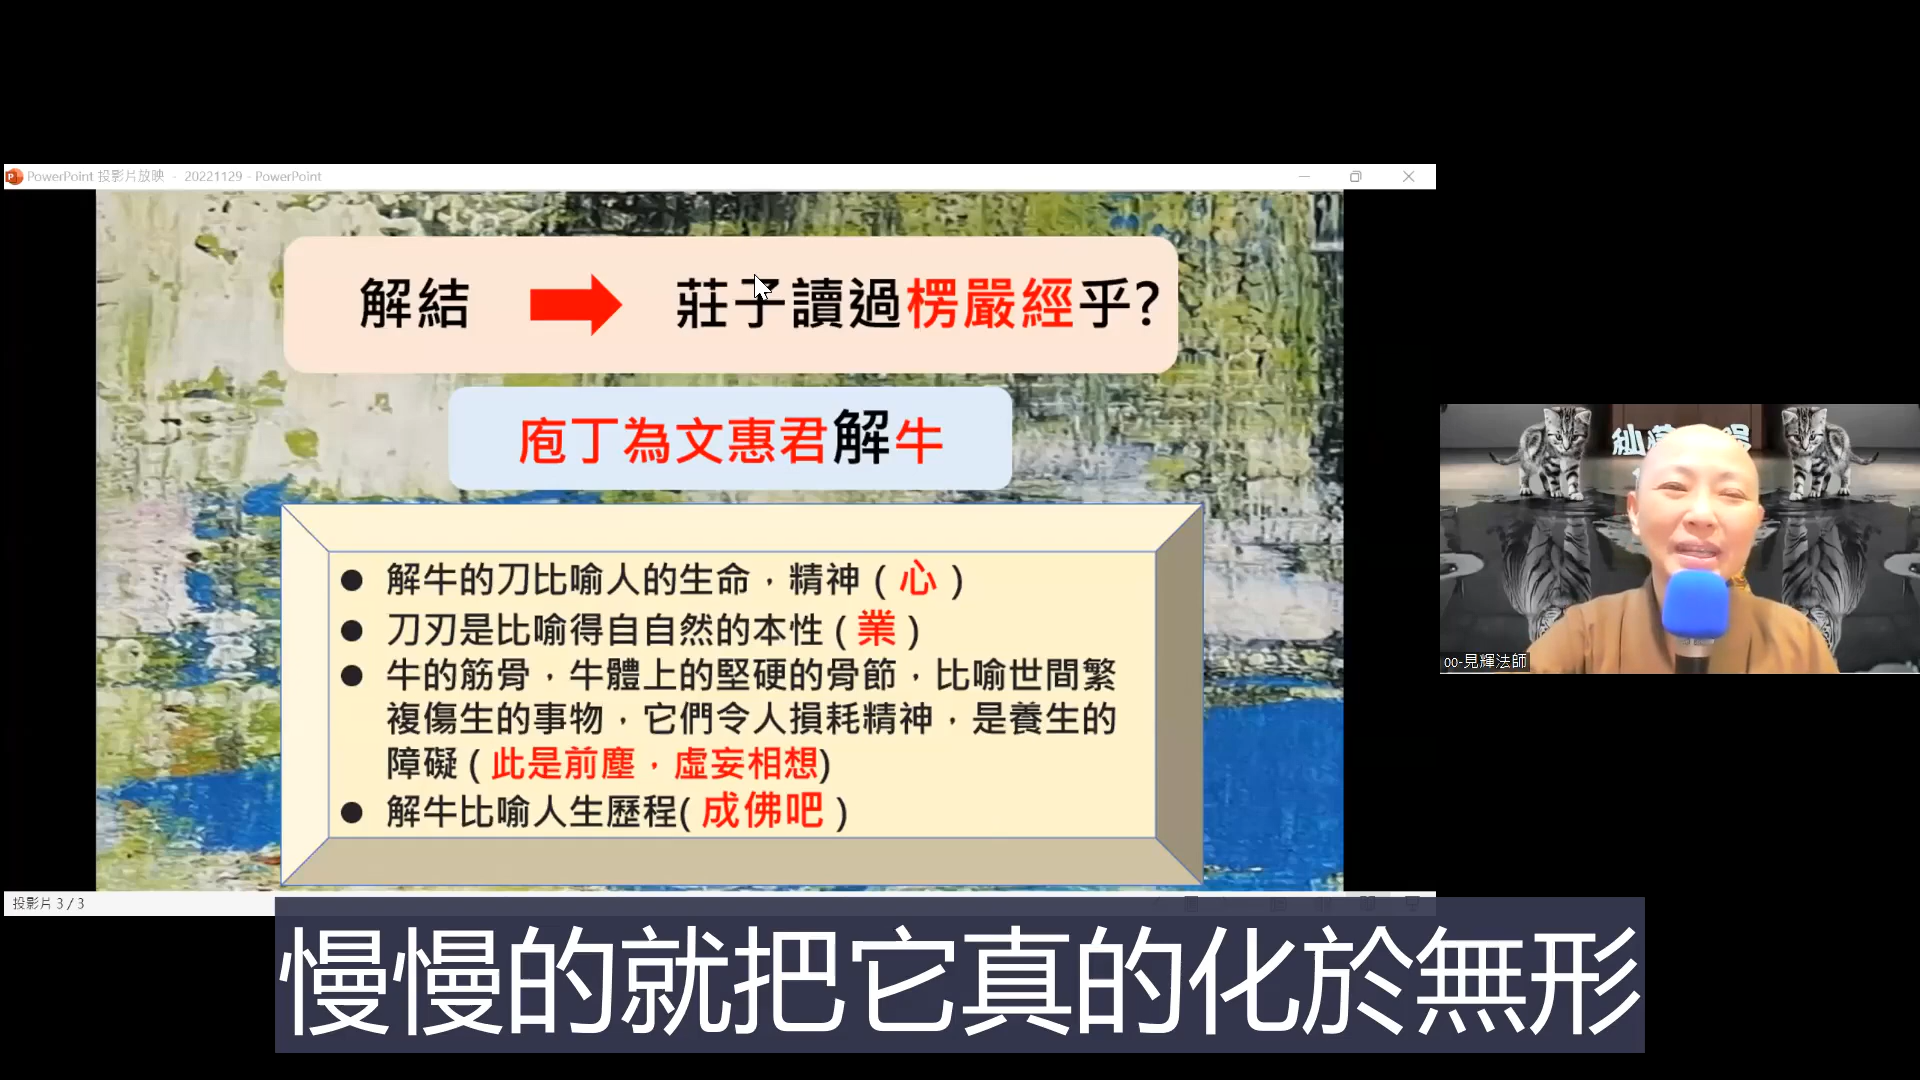 PowerPoint 投影片放映 - 20221129 - PowerPoint
解結 莊子讀過楞嚴經乎?
庖丁為文惠君解牛
● 解牛的刀比喻人的生命，精神 ( 心 )
● 刀刃是比喻得自自然的本性 ( 業 )
● 牛的筋骨，牛體上的堅硬的骨節，比喻世間繁
複傷生的事物，它們令人損耗精神，是養生的
障礙 ( 此是前塵，虛妄相想)
● 解牛比喻人生歷程( 成佛吧 )
00-見輝法師
投影片 3 / 3
慢慢的就把它真的化於無形